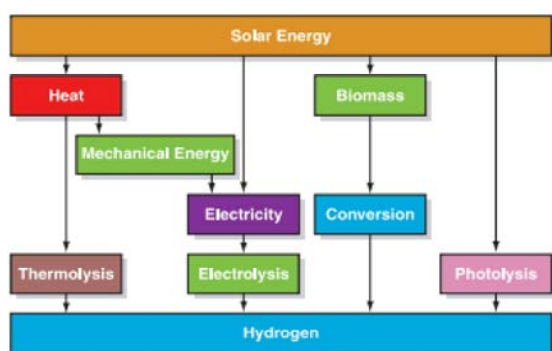 Solar Energy
Heat
Biomass
Mechanical Energy
Electricity
Conversion
Thermolysis
Electrolysis
Photolysis
Hydrogen